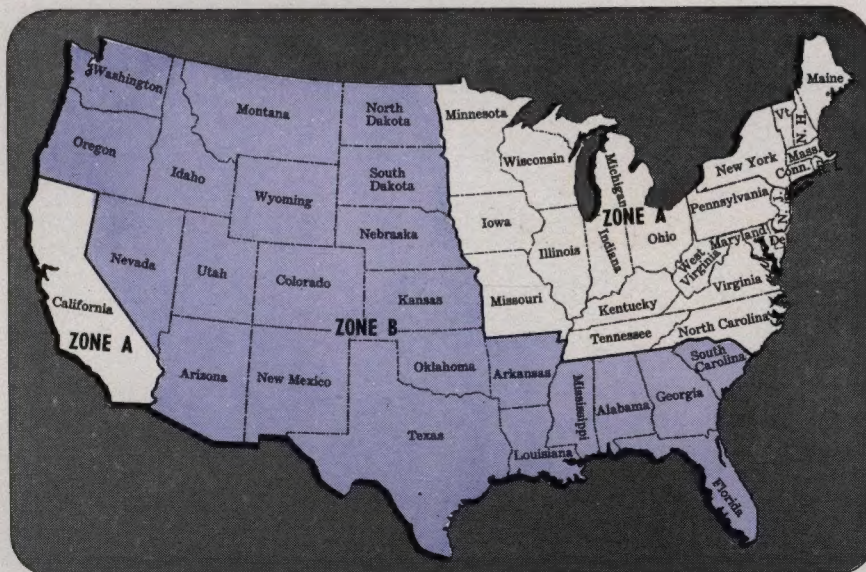 Washington
Oregon
Idaho
Montana
North
Dakota
South
Dakota
Wyoming
Nebraska
Nevada
Utah
Colorado
Kansas
California
ZONE A
ZONE B
Arizona
New Mexico
Oklahoma
Texas
Minnesota
Wisconsin
Michigan
Iowa
Illinois
Indiana
Ohio
ZONE A
Missouri
Kentucky
Tennessee
West
Virginia
Virginia
North Carolina
Maryland
De.
Pennsylvania
N. J.
New York
Conn.
Mass
Vt.
N. H.
Maine
Arkansas
Louisiana
Mississippi
Alabama
Georgia
South
Carolina
Florida